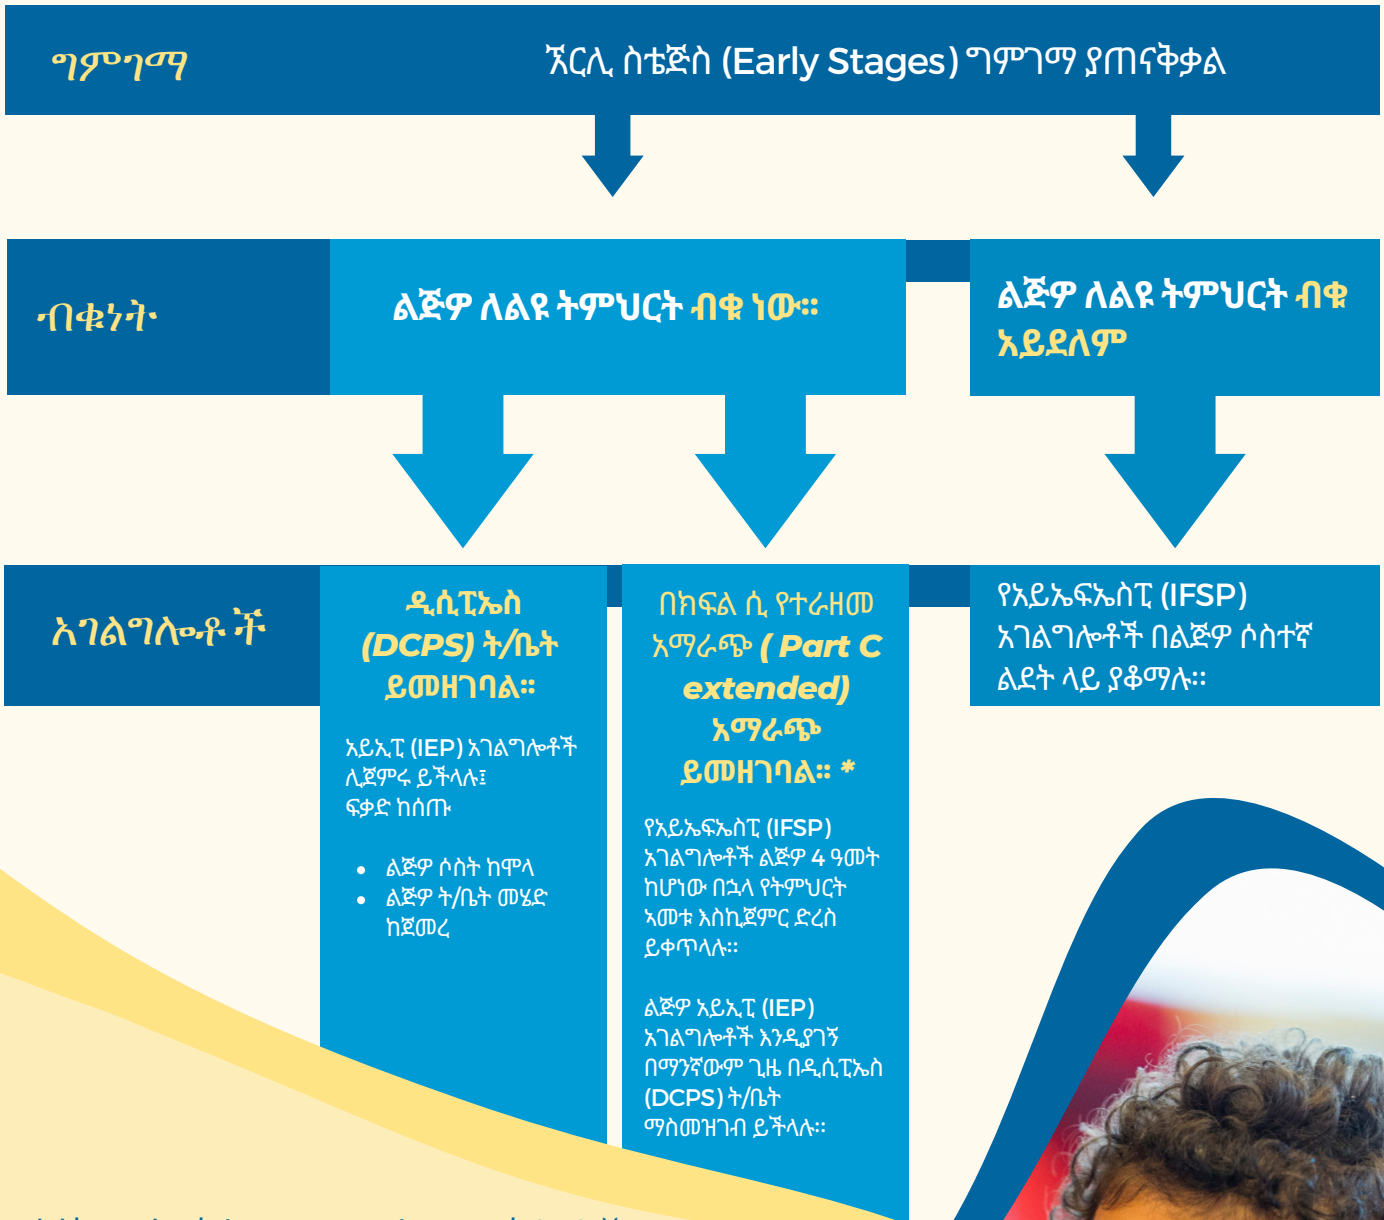 ግምገማ
ኧርሊ ስቴጅስ (Early Stages) ግምገማ ያጠናቅቃል
ብቁነት
ልጅዎ ለልዩ ትምህርት ብቁ ነው።
ልጅዎ ለልዩ ትምህርት ብቁ
አይደለም
አገልግሎቶች
ዲሲፒኤስ
(DCPS) ት/ቤት
ይመዘገባል።
አይኢፒ (IEP) አገልግሎቶች
ሊጀምሩ ይችላሉ፤
ፍቃድ ከሰጡ
• ልጅዎ ሶስት ከሞላ
• ልጅዎ ት/ቤት መሄድ
ከጀመረ
በክፍል ሲ የተራዘመ
አማራጭ ( Part C
extended)
አማራጭ
ይመዘገባል። *
የአይኤፍኤስፒ (IFSP)
አገልግሎቶች ልጅዎ 4 ዓመት
ከሆነው በኋላ የትምህርት
ኣመቱ እስኪጀምር ድረስ
ይቀጥላሉ።
ልጅዎ አይኢፒ (IEP)
አገልግሎቶች እንዲያገኝ
በማንኛውም ጊዜ በዲሲፒኤስ
(DCPS) ት/ቤት
ማስመዝገብ ይችላሉ።
የአይኤፍኤስፒ (IFSP)
አገልግሎቶች በልጅዎ ሶስተኛ
ልደት ላይ ያቆማሉ።